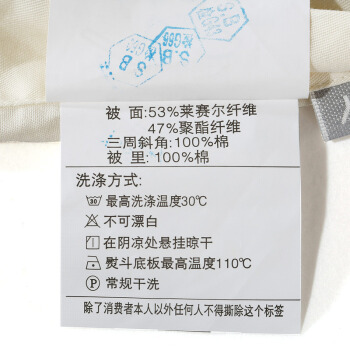 被 面:53%莱赛尔纤维
47%聚酯纤维
三周斜角:100%棉
被 里:100%棉
洗涤方式:
30 最高洗涤温度30℃
不可漂白
在阴凉处悬挂晾干
熨斗底板最高温度110℃
P 常规干洗
除了消费者本人以外任何人不得撕除这个标签